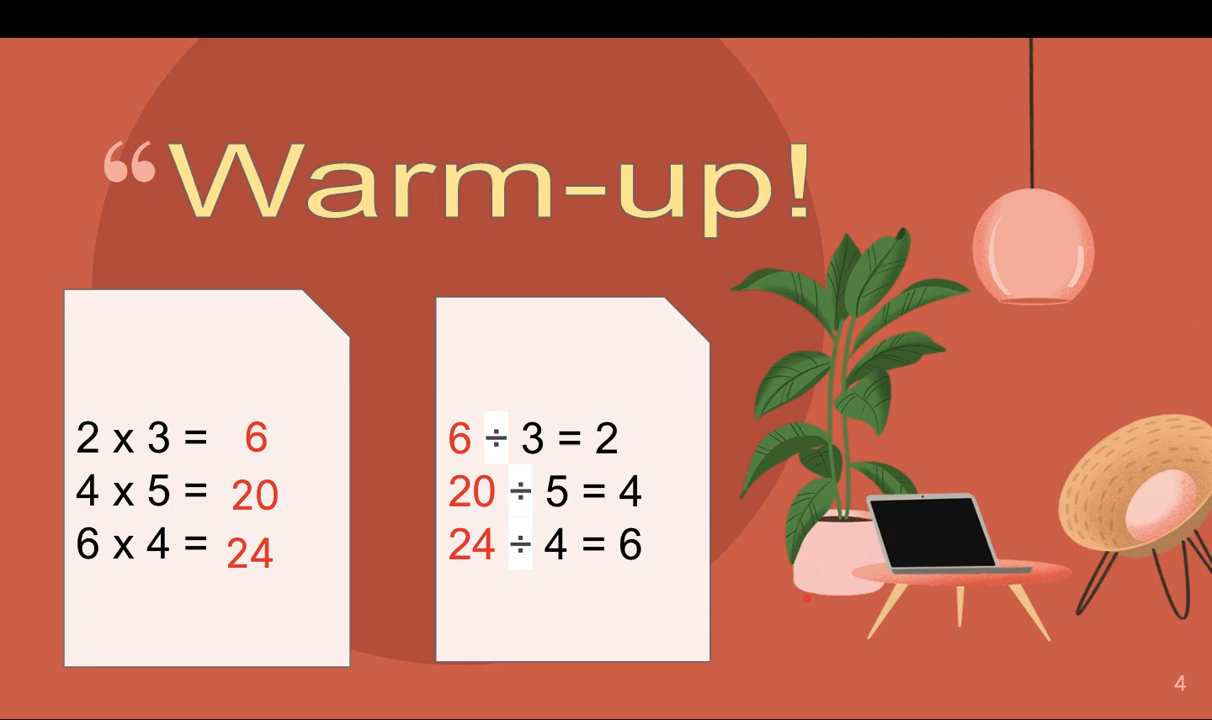 “Warm-up!
2 x 3 = 6
4 x 5 = 20
6 x 4 = 24
6 ÷ 3 = 2
20 ÷ 5 = 4
24 ÷ 4 = 6
4